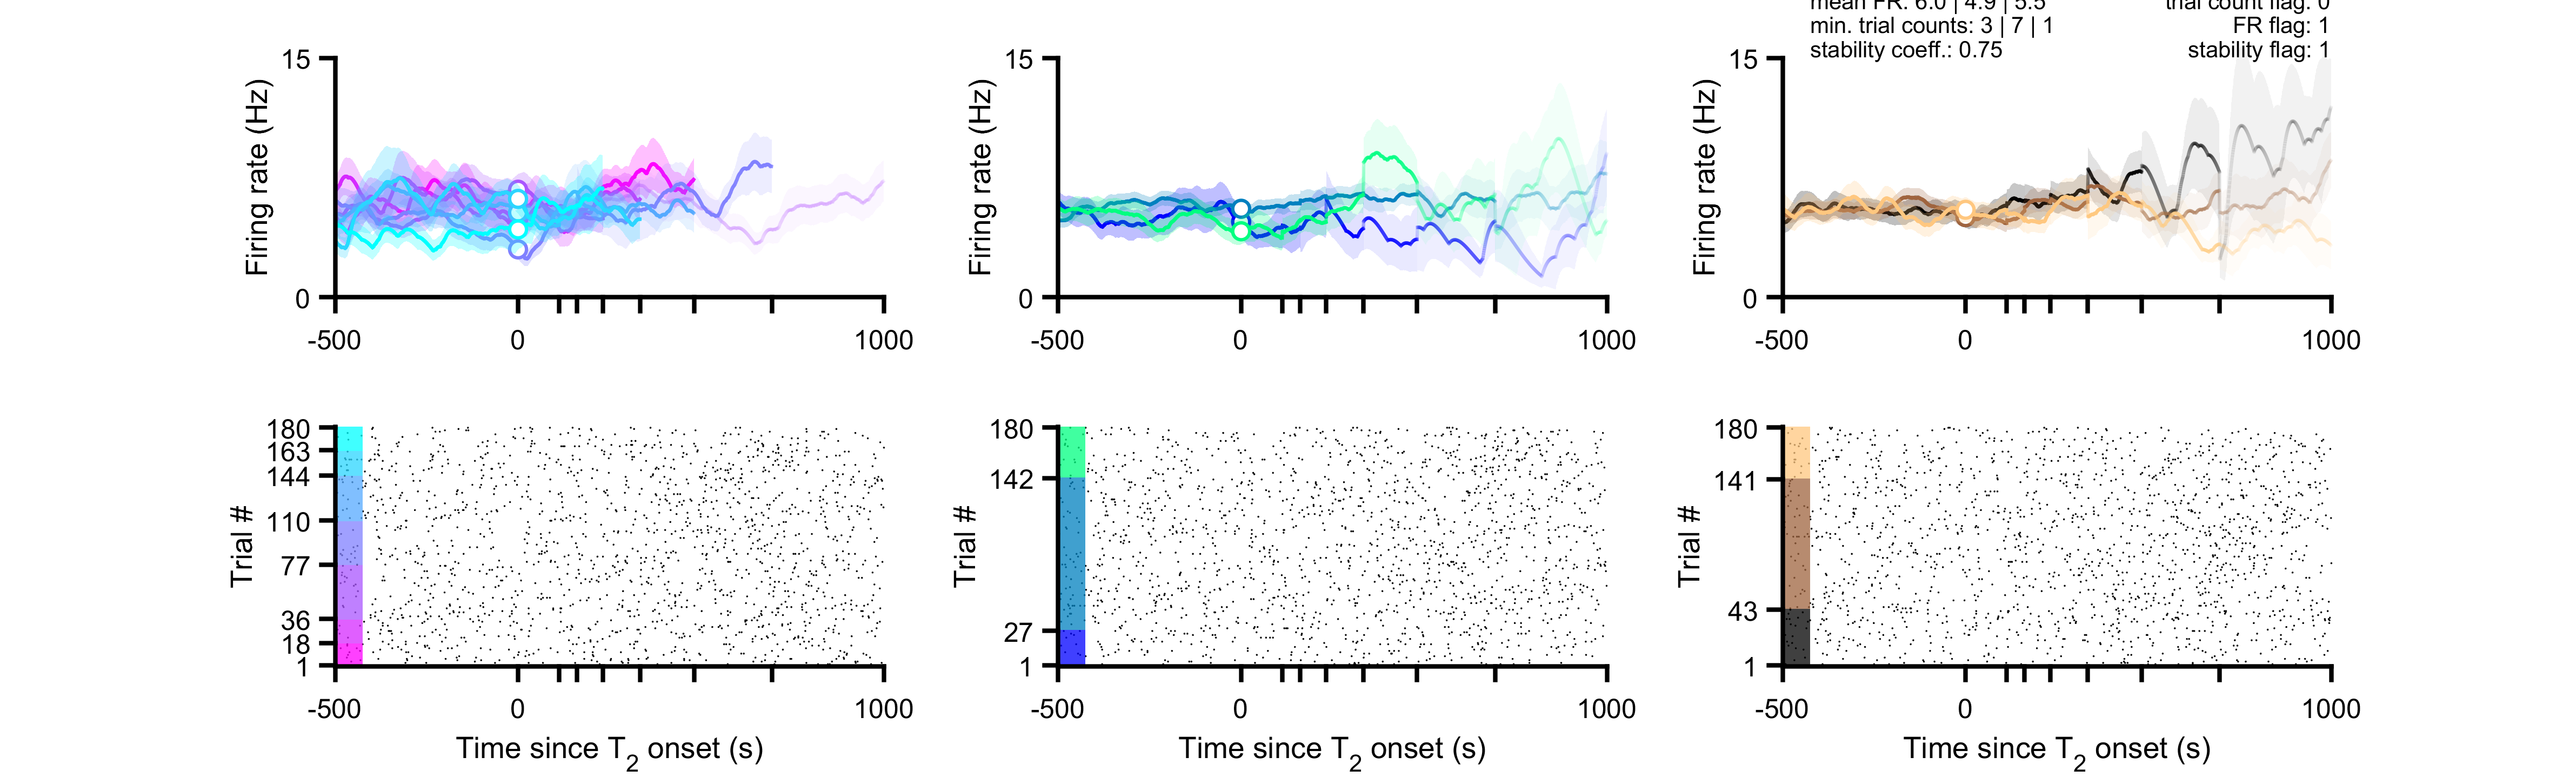 mean FR: 6.0 | 4.9 | 5.5 trial count flag: 0
min. trial counts: 3 | 7 | 1 FR flag: 1
stability coeff.: 0.75 stability flag: 1
15 15 15
Firing rate (Hz) Firing rate (Hz) Firing rate (Hz)
0 0 0
-500 0 1000 -500 0 1000 -500 0 1000
180 180 180
163
144 142 141
110
Trial # Trial # Trial #
77
36 27 43
18
1 1 1
-500 0 1000 -500 0 1000 -500 0 1000
Time since T2 onset (s) Time since T2 onset (s) Time since T2 onset (s)